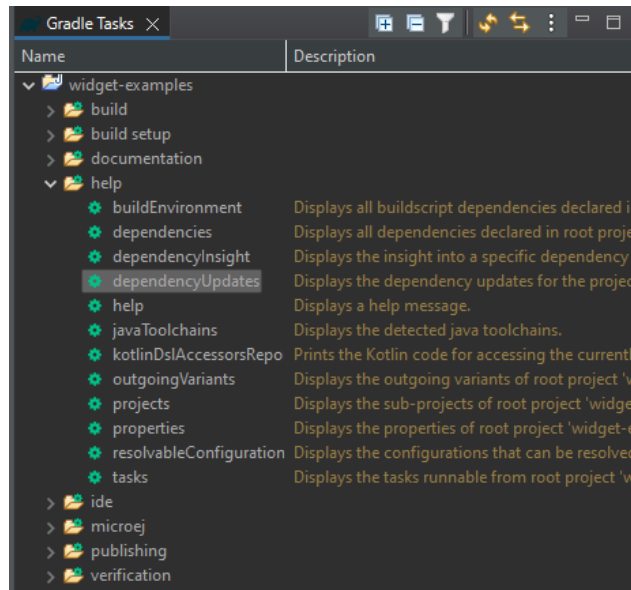 Gradle Tasks
Name Description
widget-examples
build
build setup
documentation
help
buildEnvironment Displays all buildscript dependencies declared i
dependencies Displays all dependencies declared in root proje
dependencyInsight Displays the insight into a specific dependency
dependencyUpdates Displays the dependency updates for the projec
help Displays a help message.
javaToolchains Displays the detected java toolchains.
kotlinDslAccessorsRepo Prints the Kotlin code for accessing the currentl
outgoingVariants Displays the outgoing variants of root project 'w
projects Displays the sub-projects of root project 'widge
properties Displays the properties of root project 'widget-e
resolvableConfiguration Displays the configurations that can be resolved
tasks Displays the tasks runnable from root project 'w
ide
microej
publishing
verification